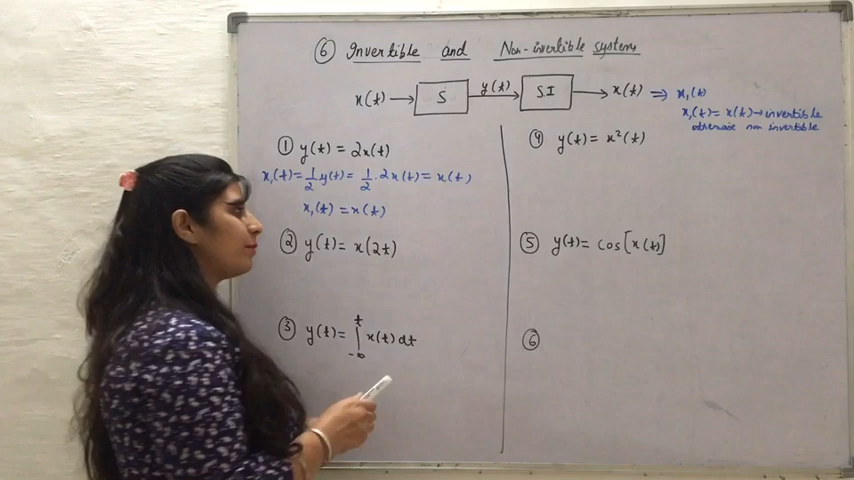 ⑥ Invertible and Non-invertible systems
x(t) → S y(t) → SI → x(t) ⇒ x₁(t)
x₁(t) = x(t) → invertible
otherwise non invertible
① y(t) = 2x(t)
x₁(t) = 1/2 y(t) = 1/2 . 2x(t) = x(t)
x₁(t) = x(t)
② y(t) = x(2t)
③ y(t) = ∫_{-∞}^{t} x(t) dt
④ y(t) = x²(t)
⑤ y(t) = cos[x(t)]
⑥